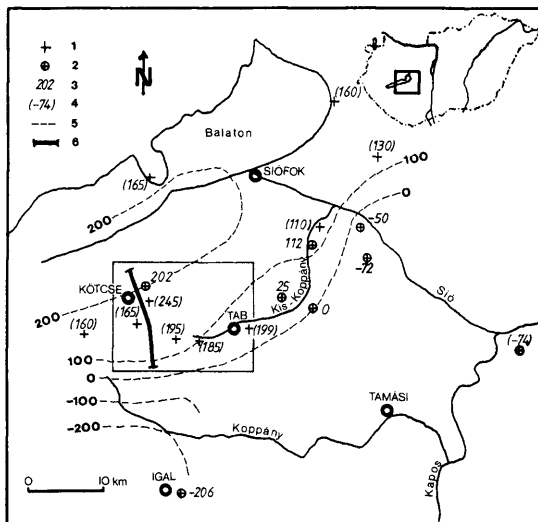 1
2
202 3
(-74) 4
5
6
N
(160)
Balaton
(130)
(165)
SIÓFOK
100
200
0
(110)
-50
112
-72
202
KÖTCSE
(245)
25
Kis-Koppány
Sió
200
(165)
0
(160)
(195)
TAB
(199)
(185)
100
(-74)
0
-100
TAMÁSI
-200
Koppány
Kapos
0 10 km
IGAL
-206